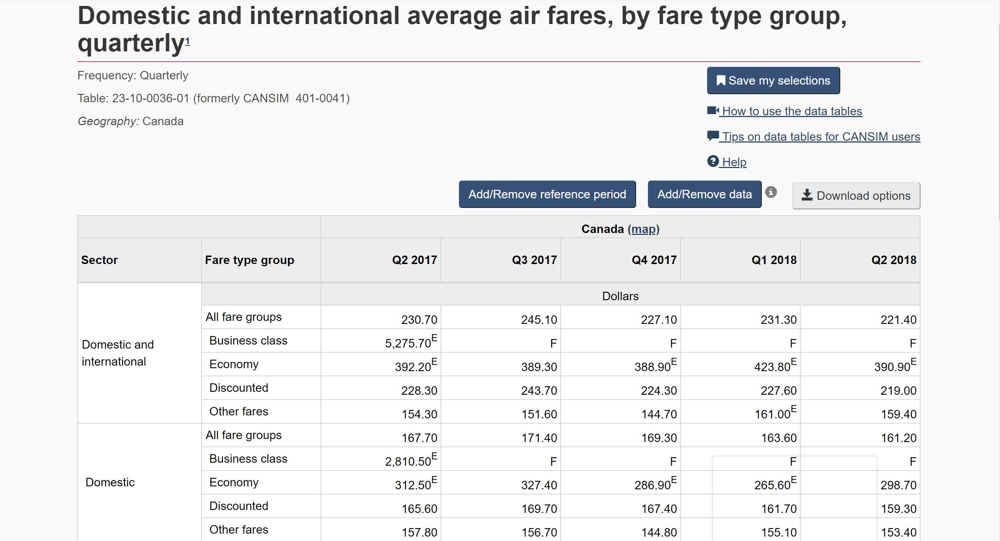 Domestic and international average air fares, by fare type group,
quarterly1
Frequency: Quarterly
Save my selections
Table: 23-10-0036-01 (formerly CANSIM 401-0041)
How to use the data tables
Geography: Canada
Tips on data tables for CANSIM users
Help
Add/Remove reference period Add/Remove data Download options
Canada (map)
Sector Fare type group Q2 2017 Q3 2017 Q4 2017 Q1 2018 Q2 2018
Dollars
Domestic and
international
All fare groups 230.70 245.10 227.10 231.30 221.40
Business class 5,275.70E F F F F
Economy 392.20E 389.30 388.90E 423.80E 390.90E
Discounted 228.30 243.70 224.30 227.60 219.00
Other fares 154.30 151.60 144.70 161.00E 159.40
Domestic
All fare groups 167.70 171.40 169.30 163.60 161.20
Business class 2,810.50E F F F F
Economy 312.50E 327.40 286.90E 265.60E 298.70
Discounted 165.60 169.70 167.40 161.70 159.30
Other fares 157.80 156.70 144.80 155.10 153.40